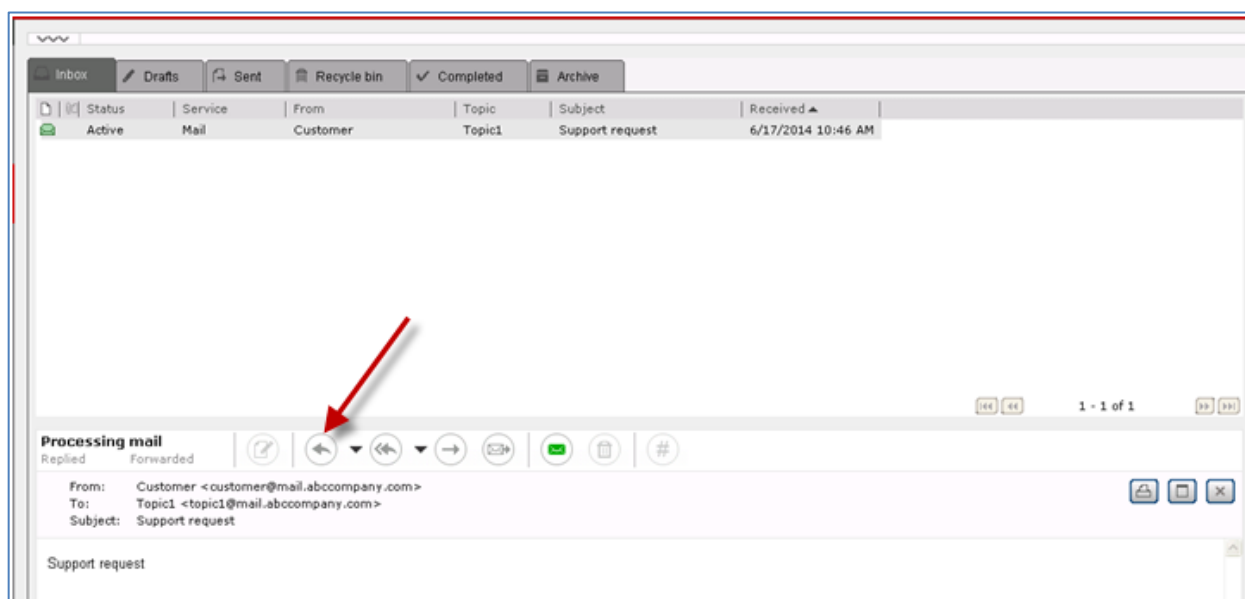 Inbox Drafts Sent Recycle bin Completed Archive
Status Service From Topic Subject Received
Active Mail Customer Topic1 Support request 6/17/2014 10:46 AM
1 - 1 of 1
Processing mail
Replied Forwarded
#
From: Customer <customer@mail.abccompany.com>
To: Topic1 <topic1@mail.abccompany.com>
Subject: Support request
Support request